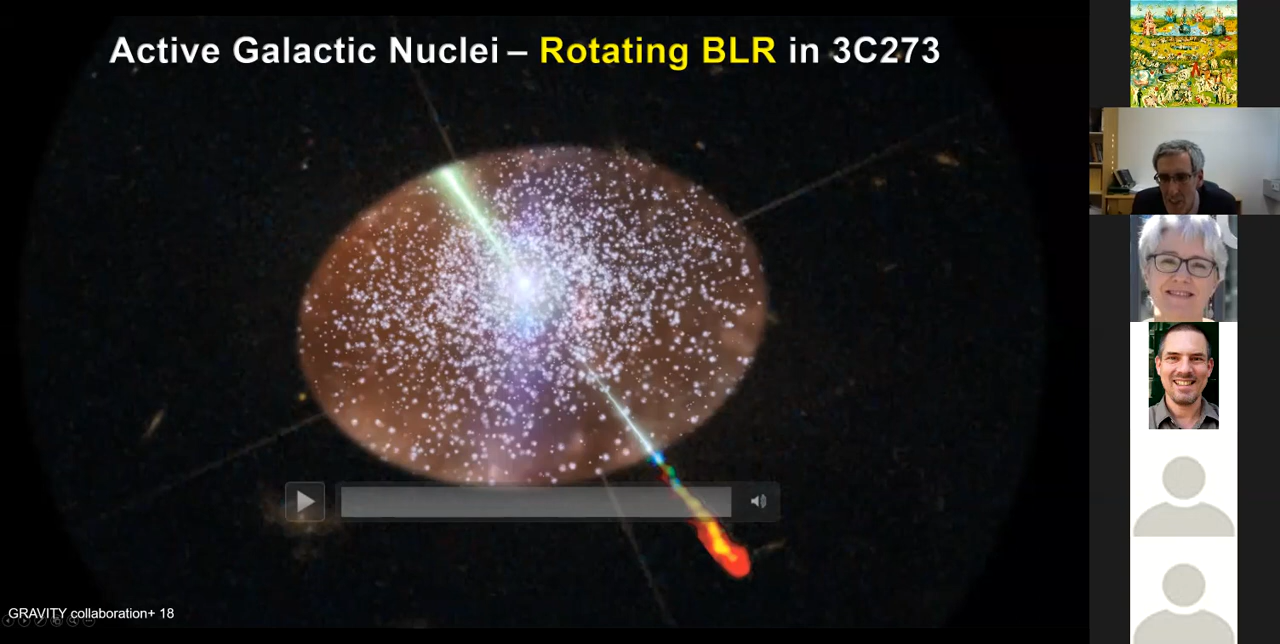 Active Galactic Nuclei – Rotating BLR in 3C273
GRAVITY collaboration+ 18